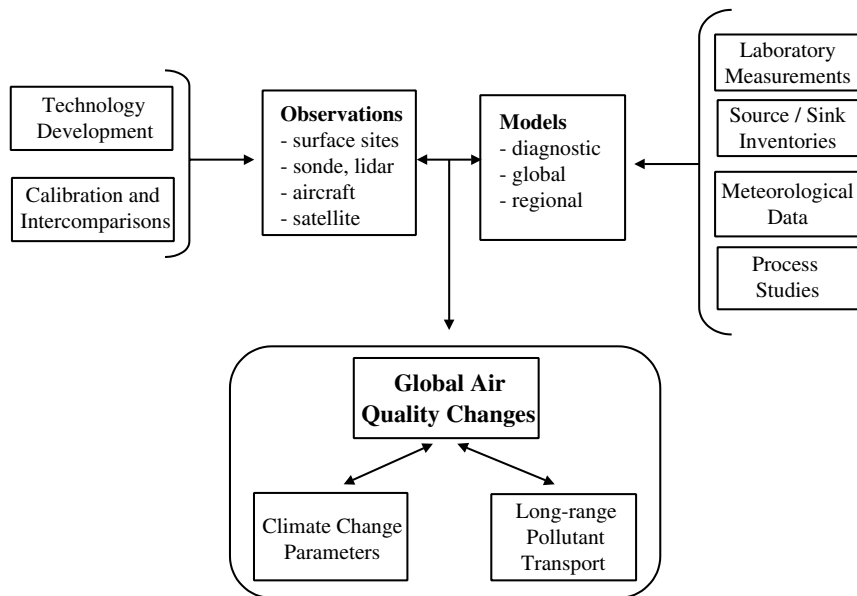 Technology
Development
Calibration and
Intercomparisons
Observations
- surface sites
- sonde, lidar
- aircraft
- satellite
Models
- diagnostic
- global
- regional
Laboratory
Measurements
Source / Sink
Inventories
Meteorological
Data
Process
Studies
Global Air
Quality Changes
Climate Change
Parameters
Long-range
Pollutant
Transport